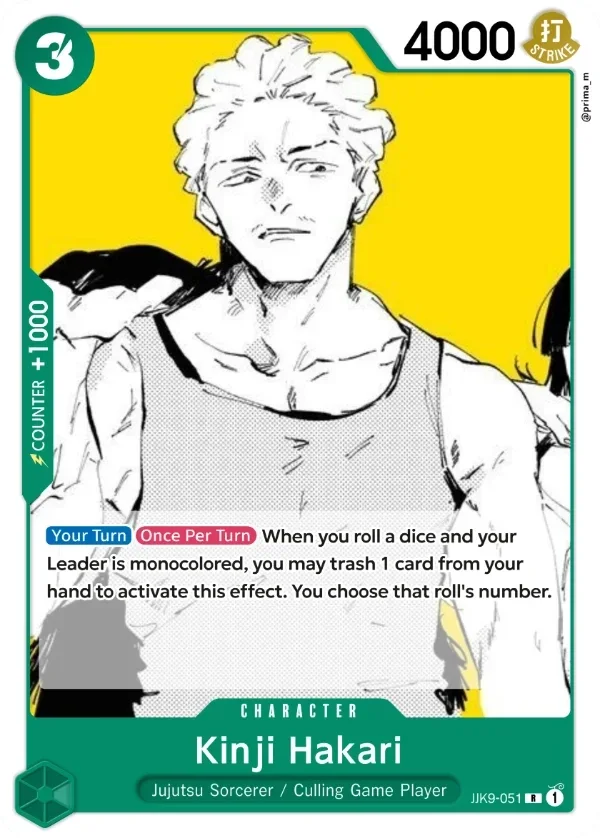 3
4000
打
STRIKE
@prima_m
COUNTER +1000
Your Turn Once Per Turn When you roll a dice and your
Leader is monocolored, you may trash 1 card from your
hand to activate this effect. You choose that roll's number.
CHARACTER
Kinji Hakari
Jujutsu Sorcerer / Culling Game Player
JJK9-051 R 1